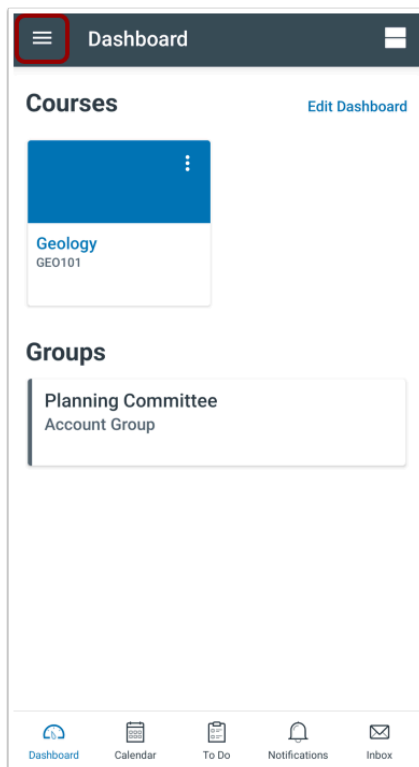 Dashboard
Courses
Edit Dashboard
Geology
GEO101
Groups
Planning Committee
Account Group
Dashboard
Calendar
To Do
Notifications
Inbox